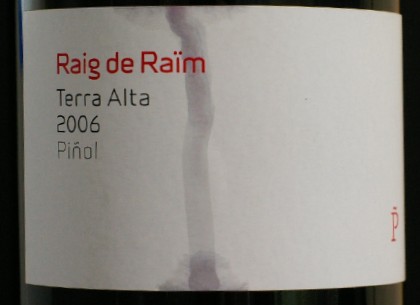 Raig de Raïm
Terra Alta
2006
Piñol
P